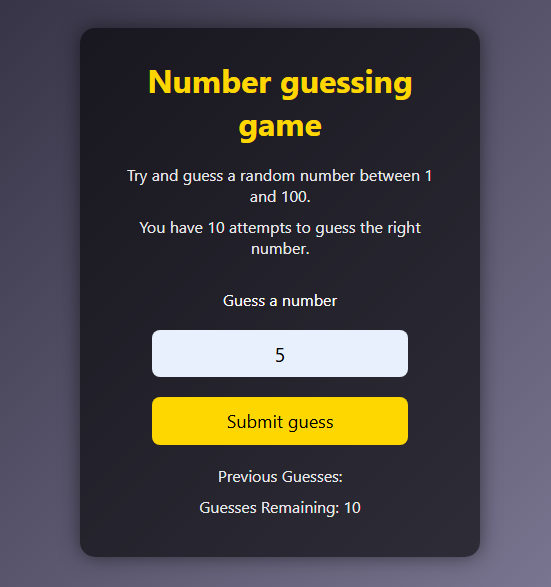 Number guessing
game
Try and guess a random number between 1
and 100.
You have 10 attempts to guess the right
number.
Guess a number
5
Submit guess
Previous Guesses:
Guesses Remaining: 10